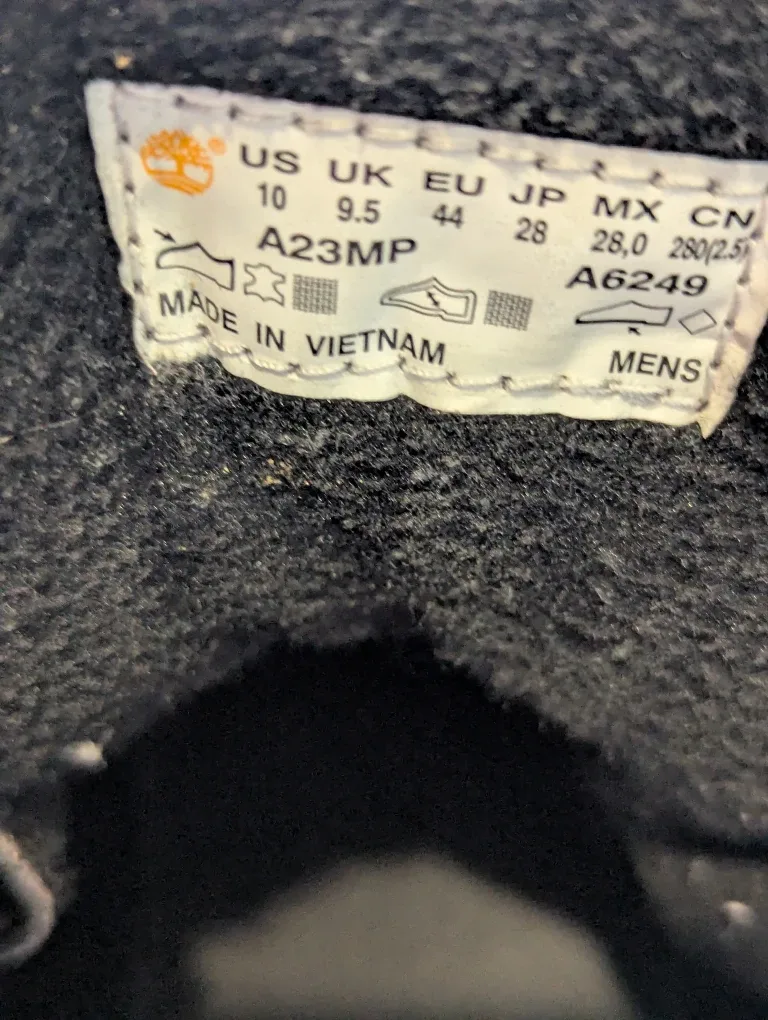 ® US UK EU JP MX CN
10 9.5 44 28 28,0 280(2.5)
A23MP A6249
MADE IN VIETNAM MENS